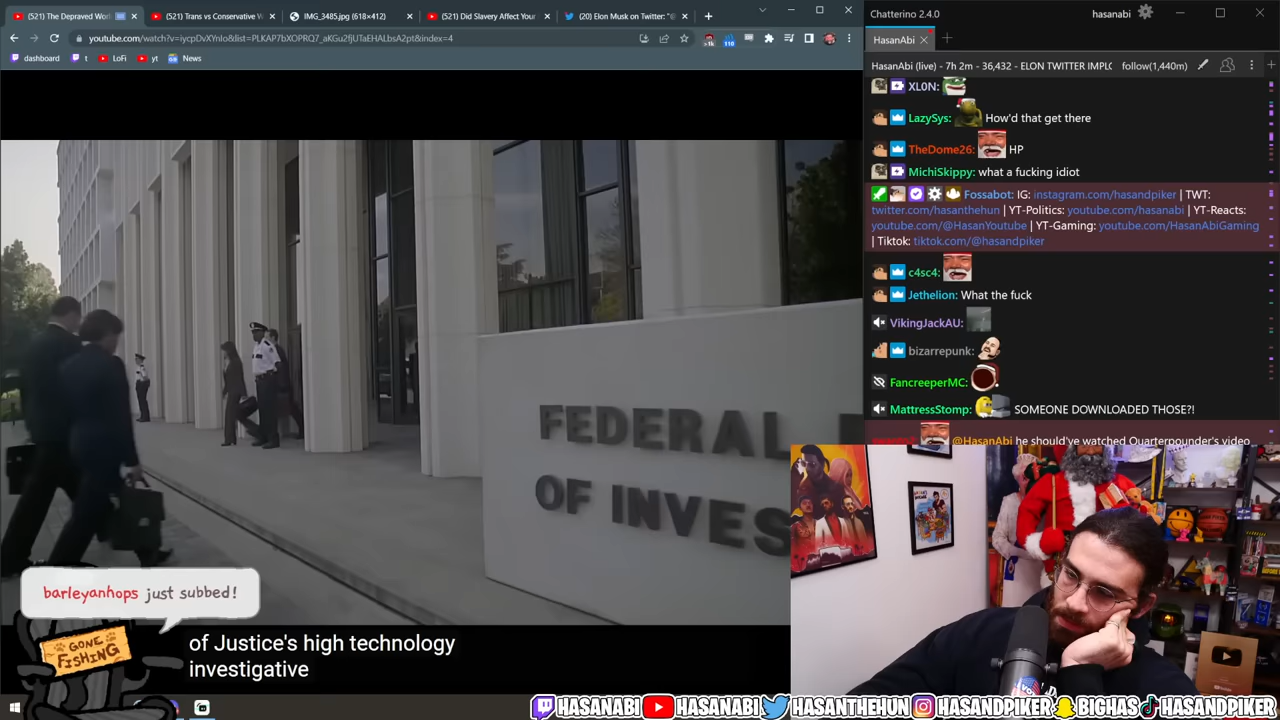 (521) The Depraved Worl
(521) Trans vs Conservative W
IMG_3485.jpg (618×412)
(521) Did Slavery Affect Your
(20) Elon Musk on Twitter: "@
youtube.com/watch?v=iycpDvXYnIo&list=PLKAP7bXOPRQ7_aKGu2fjUTaEHALbsA2pt&index=4
>1k
110
dashboard
t
LoFi
yt
News
FEDERAL
OF INVES
barleyanhops just subbed!
GONE
FISHING
of Justice's high technology
investigative
Chatterino 2.4.0
hasanabi
HasanAbi
HasanAbi (live) - 7h 2m - 36,432 - ELON TWITTER IMPLO
follow(1,440m)
XL0N:
LazySys: How'd that get there
TheDome26: HP
MichiSkippy: what a fucking idiot
Fossabot: IG: instagram.com/hasandpiker | TWT:
twitter.com/hasanthehun | YT-Politics: youtube.com/hasanabi | YT-Reacts:
youtube.com/@HasanYoutube | YT-Gaming: youtube.com/HasanAbiGaming
| Tiktok: tiktok.com/@hasandpiker
c4sc4:
Jethelion: What the fuck
VikingJackAU:
bizarrepunk:
FancreeperMC:
MattressStomp: SOMEONE DOWNLOADED THOSE?!
@HasanAbi he should've watched Quarterpounder's video
HASANABI HASANABI HASANTHEHUN HASANDPIKER BIGHAS HASANDPIKER